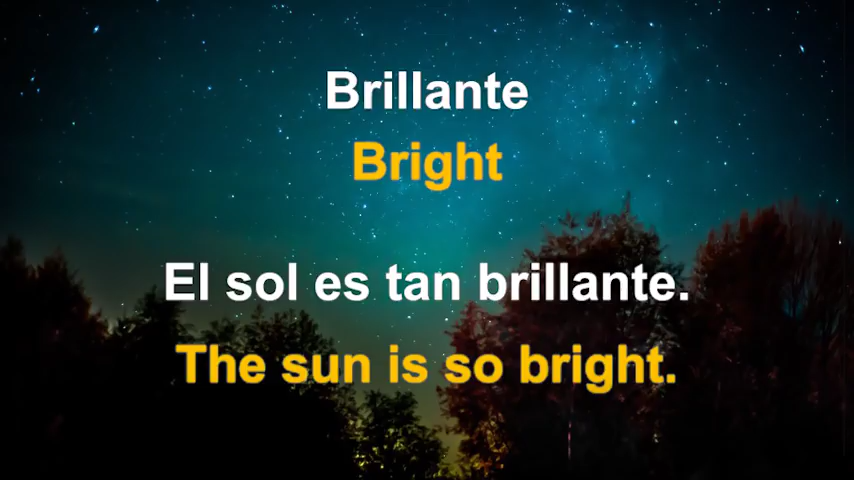 Brillante
Bright
El sol es tan brillante.
The sun is so bright.